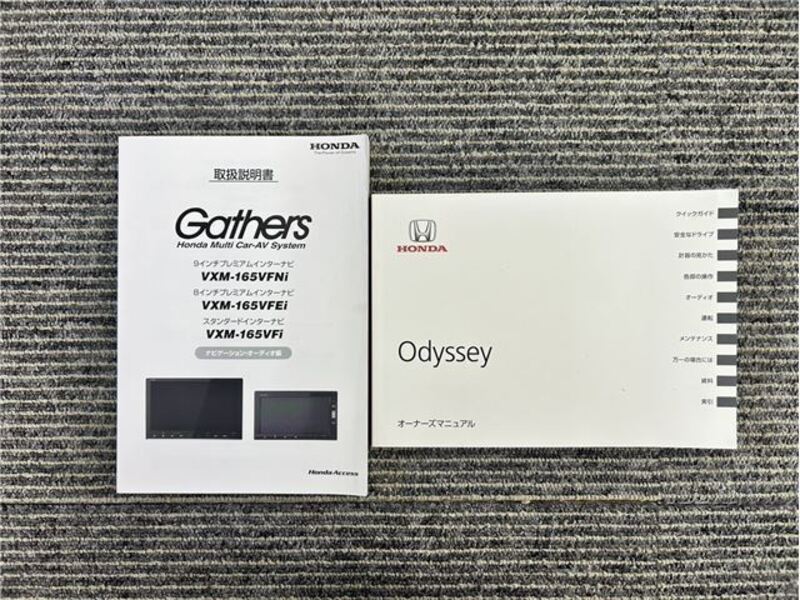 HONDA
The Power of Dreams
取扱説明書
Gathers
Honda Multi Car-AV System
9インチプレミアムインターナビ
VXM-165VFNi
8インチプレミアムインターナビ
VXM-165VFEi
スタンダードインターナビ
VXM-165VFi
ナビゲーション・オーディオ編
Honda Access
HONDA
Odyssey
オーナーズマニュアル
クイックガイド
安全なドライブ
計器の見かた
各部の操作
オーディオ
運転
メンテナンス
万一の場合には
資料
索引